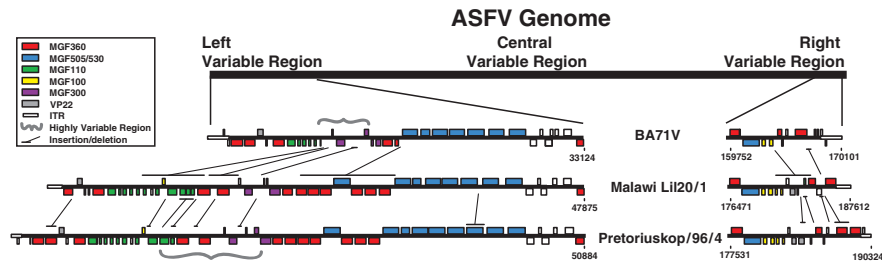 ASFV Genome
Left
Variable Region
Central
Variable Region
Right
Variable Region
MGF360
MGF505/530
MGF110
MGF100
MGF300
VP22
ITR
Highly Variable Region
Insertion/deletion
BA71V
33124
159752
170101
Malawi Lil20/1
47875
176471
187612
Pretoriuskop/96/4
50884
177531
190324